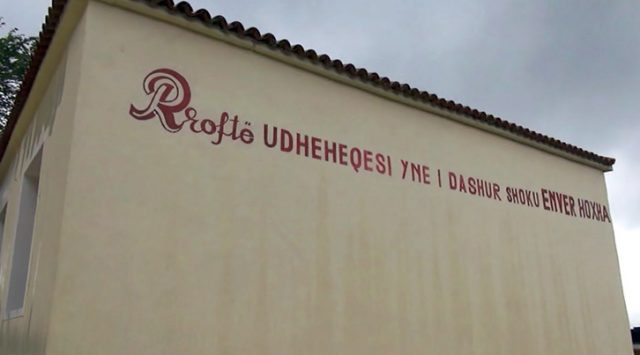 Rroftë UDHEHEQESI YNE I DASHUR SHOKU ENVER HOXHA